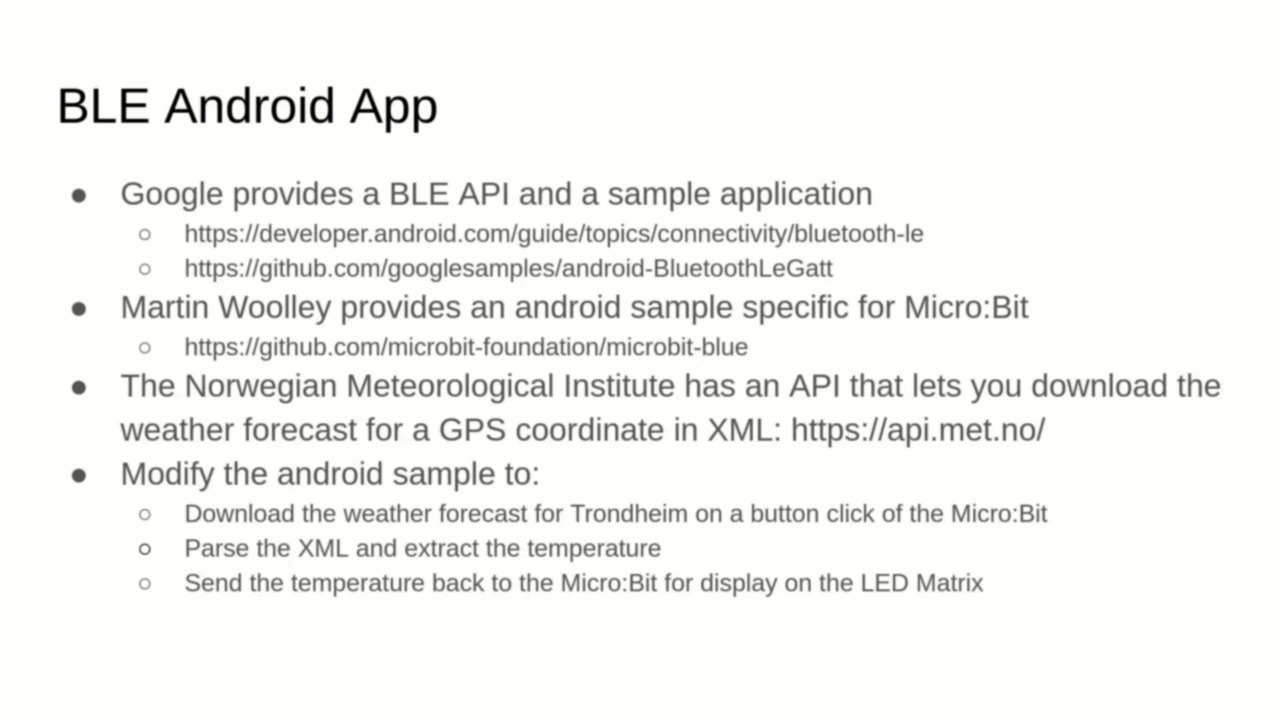 BLE Android App
● Google provides a BLE API and a sample application
○ https://developer.android.com/guide/topics/connectivity/bluetooth-le
○ https://github.com/googlesamples/android-BluetoothLeGatt
● Martin Woolley provides an android sample specific for Micro:Bit
○ https://github.com/microbit-foundation/microbit-blue
● The Norwegian Meteorological Institute has an API that lets you download the
weather forecast for a GPS coordinate in XML: https://api.met.no/
● Modify the android sample to:
○ Download the weather forecast for Trondheim on a button click of the Micro:Bit
○ Parse the XML and extract the temperature
○ Send the temperature back to the Micro:Bit for display on the LED Matrix